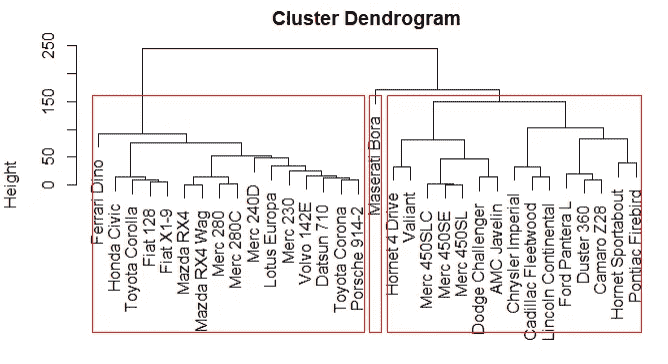 Cluster Dendrogram
Height
250
150
50
0
Ferrari Dino
Honda Civic
Toyota Corolla
Fiat 128
Fiat X1-9
Mazda RX4
Mazda RX4 Wag
Merc 280
Merc 280C
Merc 240D
Lotus Europa
Merc 230
Volvo 142E
Datsun 710
Toyota Corona
Porsche 914-2
Maserati Bora
Hornet 4 Drive
Valiant
Merc 450SLC
Merc 450SE
Merc 450SL
Dodge Challenger
AMC Javelin
Chrysler Imperial
Cadillac Fleetwood
Lincoln Continental
Ford Pantera L
Duster 360
Camaro Z28
Hornet Sportabout
Pontiac Firebird